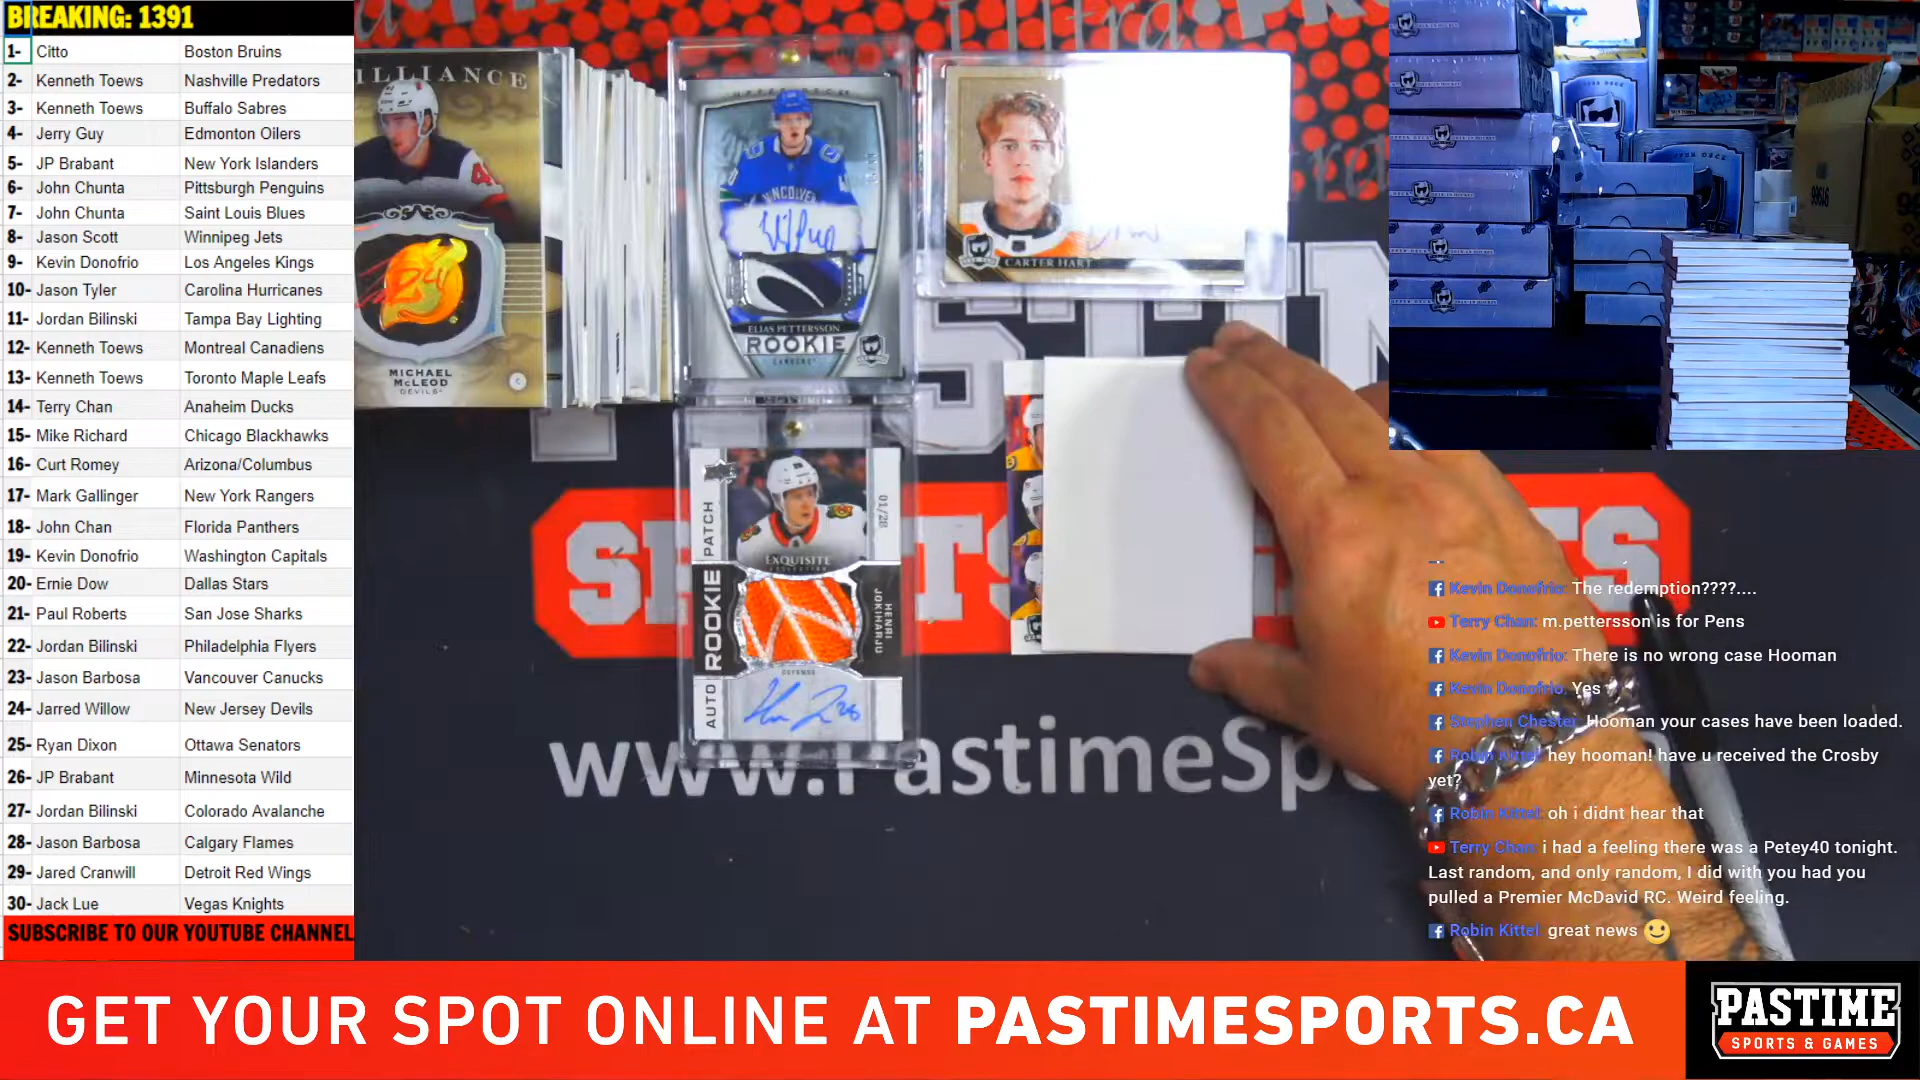 BREAKING: 1391
1- Citto Boston Bruins
2- Kenneth Toews Nashville Predators
3- Kenneth Toews Buffalo Sabres
4- Jerry Guy Edmonton Oilers
5- JP Brabant New York Islanders
6- John Chunta Pittsburgh Penguins
7- John Chunta Saint Louis Blues
8- Jason Scott Winnipeg Jets
9- Kevin Donofrio Los Angeles Kings
10- Jason Tyler Carolina Hurricanes
11- Jordan Bilinski Tampa Bay Lighting
12- Kenneth Toews Montreal Canadiens
13- Kenneth Toews Toronto Maple Leafs
14- Terry Chan Anaheim Ducks
15- Mike Richard Chicago Blackhawks
16- Curt Romey Arizona/Columbus
17- Mark Gallinger New York Rangers
18- John Chan Florida Panthers
19- Kevin Donofrio Washington Capitals
20- Ernie Dow Dallas Stars
21- Paul Roberts San Jose Sharks
22- Jordan Bilinski Philadelphia Flyers
23- Jason Barbosa Vancouver Canucks
24- Jarred Willow New Jersey Devils
25- Ryan Dixon Ottawa Senators
26- JP Brabant Minnesota Wild
27- Jordan Bilinski Colorado Avalanche
28- Jason Barbosa Calgary Flames
29- Jared Cranwill Detroit Red Wings
30- Jack Lue Vegas Knights
SUBSCRIBE TO OUR YOUTUBE CHANNEL
ILLIANCE
MICHAEL
McLEOD
DEVILS
UPPER DECK
ELIAS PETTERSSON
ROOKIE
CANUCKS
CARTER HART
AUTO ROOKIE PATCH
01/28
EXQUISITE
COLLECTION
HENRI
JOKIHARJU
DEFENSE
www.PastimeSpo
Kevin Donofrio: The redemption????....
Terry Chan: m.pettersson is for Pens
Kevin Donofrio: There is no wrong case Hooman
Kevin Donofrio: Yes
Stephen Chester: Hooman your cases have been loaded.
Robin Kittel: hey hooman! have u received the Crosby
yet?
Robin Kittel: oh i didnt hear that
Terry Chan: i had a feeling there was a Petey40 tonight.
Last random, and only random, I did with you had you
pulled a Premier McDavid RC. Weird feeling.
Robin Kittel: great news
GET YOUR SPOT ONLINE AT PASTIMESPORTS.CA
PASTIME
SPORTS & GAMES